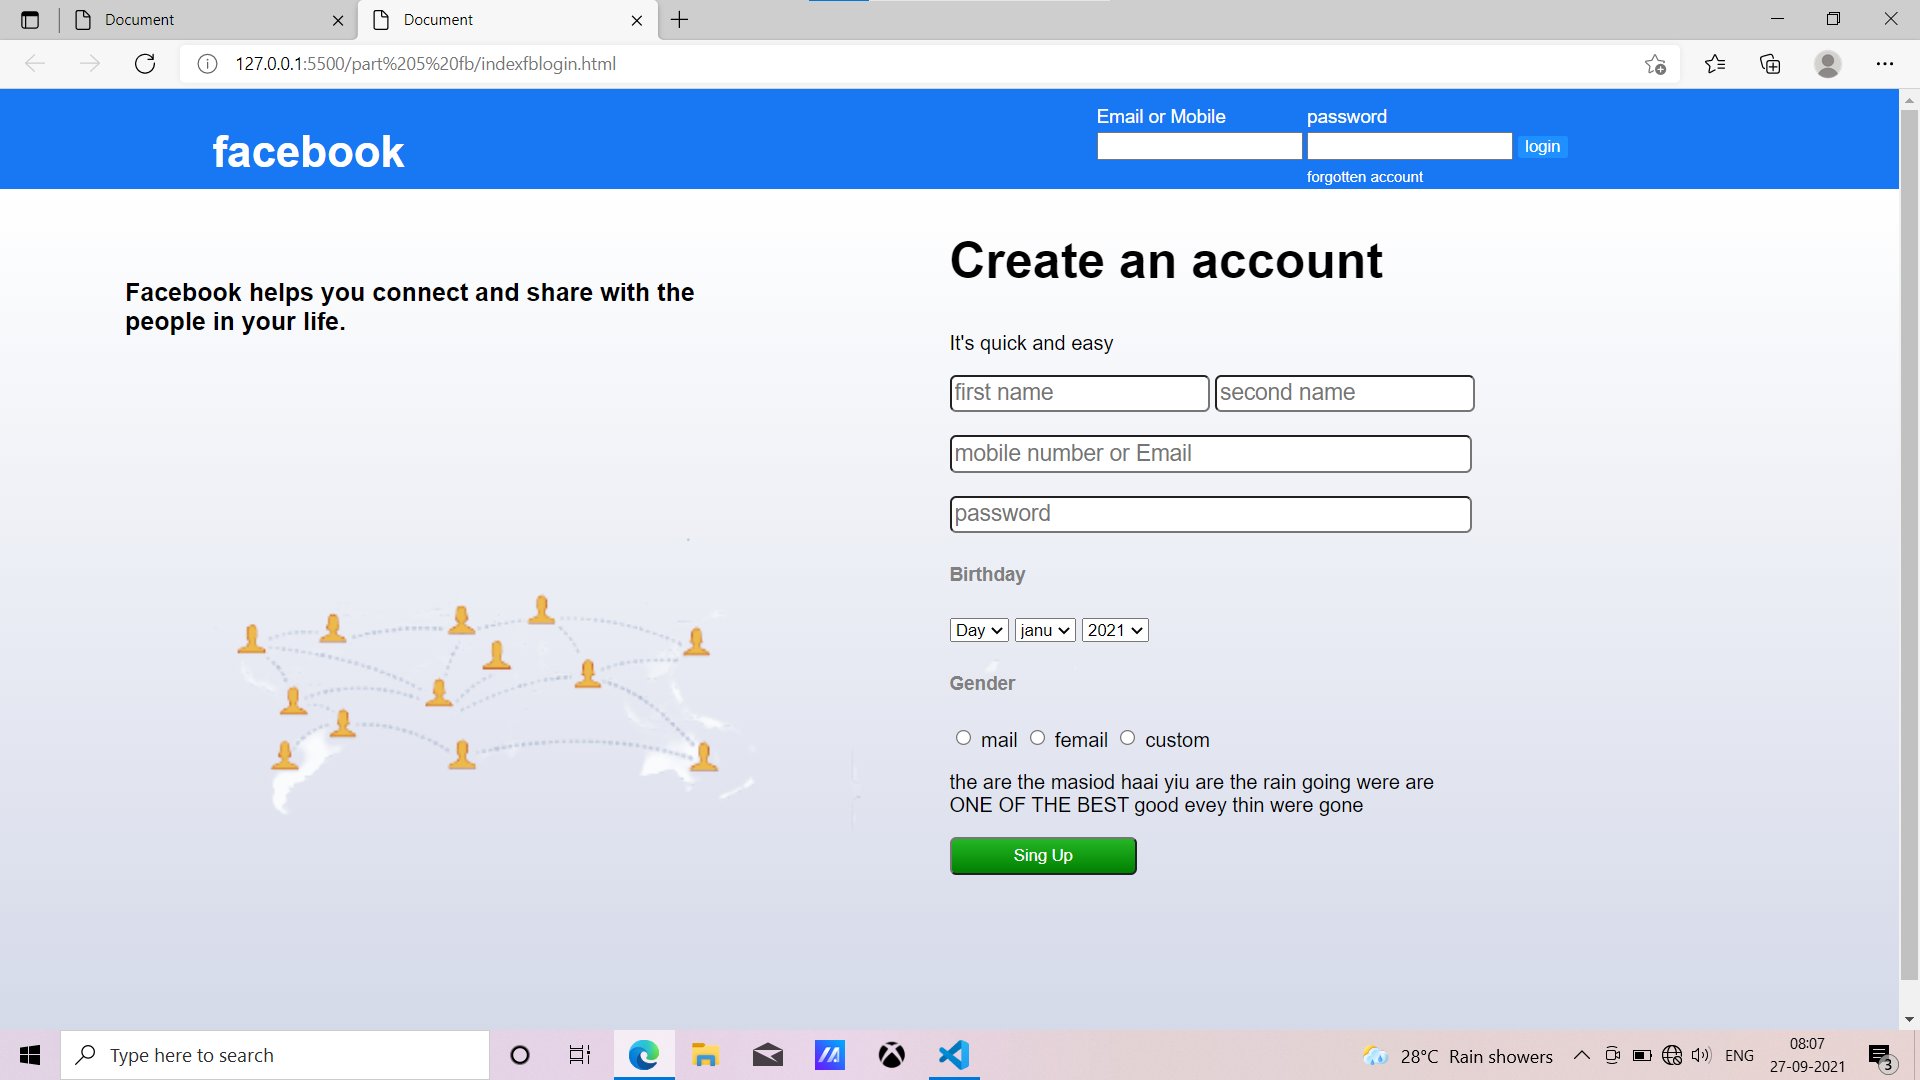 Document
Document
127.0.0.1:5500/part%205%20fb/indexfblogin.html
facebook
Email or Mobile
password
login
forgotten account
Facebook helps you connect and share with the
people in your life.
Create an account
It's quick and easy
first name
second name
mobile number or Email
password
Birthday
Day
janu
2021
Gender
mail
femail
custom
the are the masiod haai yiu are the rain going were are
ONE OF THE BEST good evey thin were gone
Sing Up
Type here to search
28°C Rain showers
ENG
08:07
27-09-2021
3